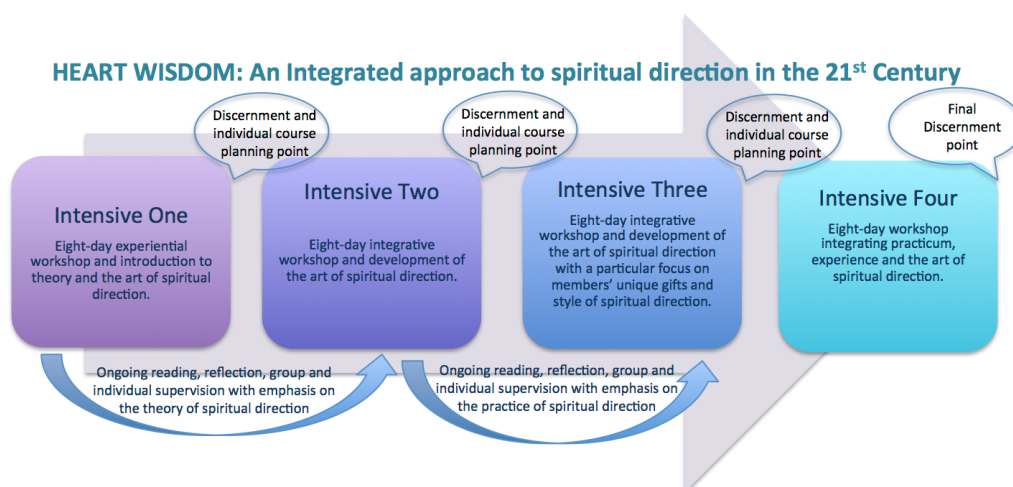 HEART WISDOM: An Integrated approach to spiritual direction in the 21st Century
Discernment and
individual course
planning point
Discernment and
individual course
planning point
Discernment and
individual course
planning point
Final
Discernment
point
Intensive One
Eight-day experiential
workshop and introduction to
theory and the art of spiritual
direction.
Intensive Two
Eight-day integrative
workshop and development of
the art of spiritual direction.
Intensive Three
Eight-day integrative
workshop and development of
the art of spiritual direction
with a particular focus on
members’ unique gifts and
style of spiritual direction.
Intensive Four
Eight-day workshop
integrating practicum,
experience and the art of
spiritual direction.
Ongoing reading, reflection, group and
individual supervision with emphasis on
the theory of spiritual direction
Ongoing reading, reflection, group and
individual supervision with emphasis on
the practice of spiritual direction